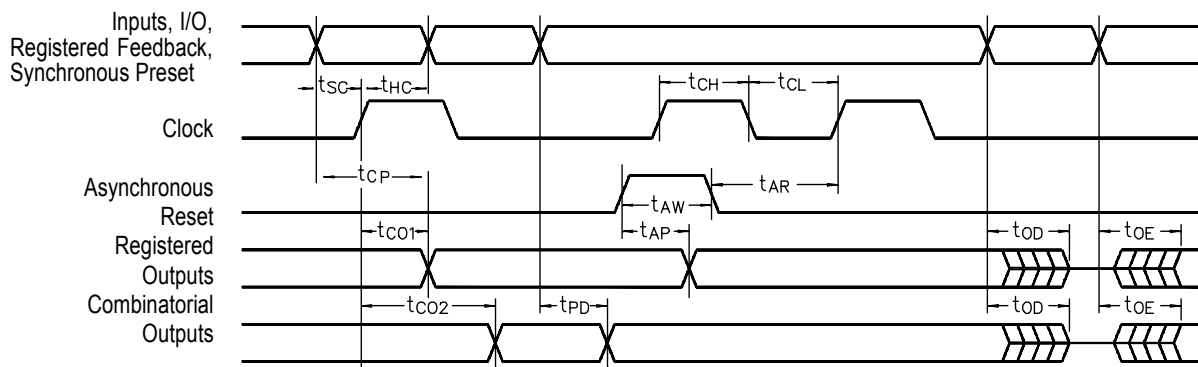 Inputs, I/O,
Registered Feedback,
Synchronous Preset
tSC
tHC
tCH
tCL
Clock
tCP
Asynchronous
Reset
tAR
tAW
tCO1
tAP
Registered
Outputs
tOD
tOE
Combinatorial
Outputs
tCO2
tPD
tOD
tOE